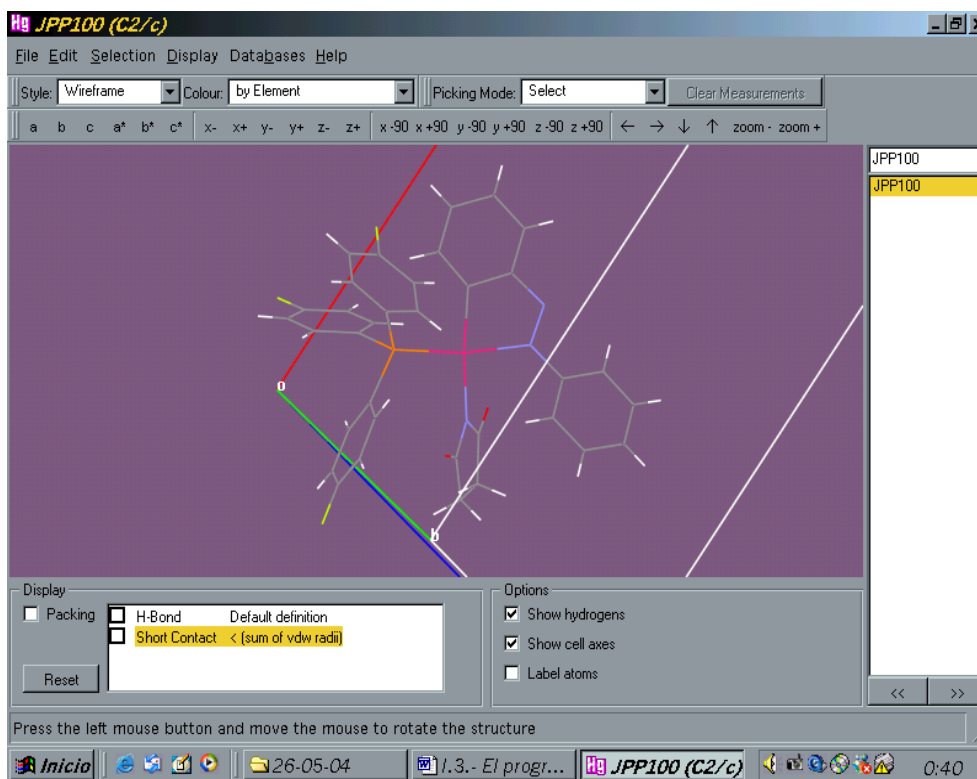 Hg JPP100 (C2/c)
File Edit Selection Display Databases Help
Style: Wireframe Colour: by Element Picking Mode: Select Clear Measurements
a b c a* b* c* x- x+ y- y+ z- z+ x -90 x +90 y -90 y +90 z -90 z +90 ← → ↓ ↑ zoom - zoom +
JPP100
JPP100
o
b
Display
Packing
H-Bond Default definition
Short Contact < (sum of vdw radii)
Reset
Options
Show hydrogens
Show cell axes
Label atoms
<< >>
Press the left mouse button and move the mouse to rotate the structure
Inicio 26-05-04 I.3.- El progr... Hg JPP100 (C2/c) 0:40